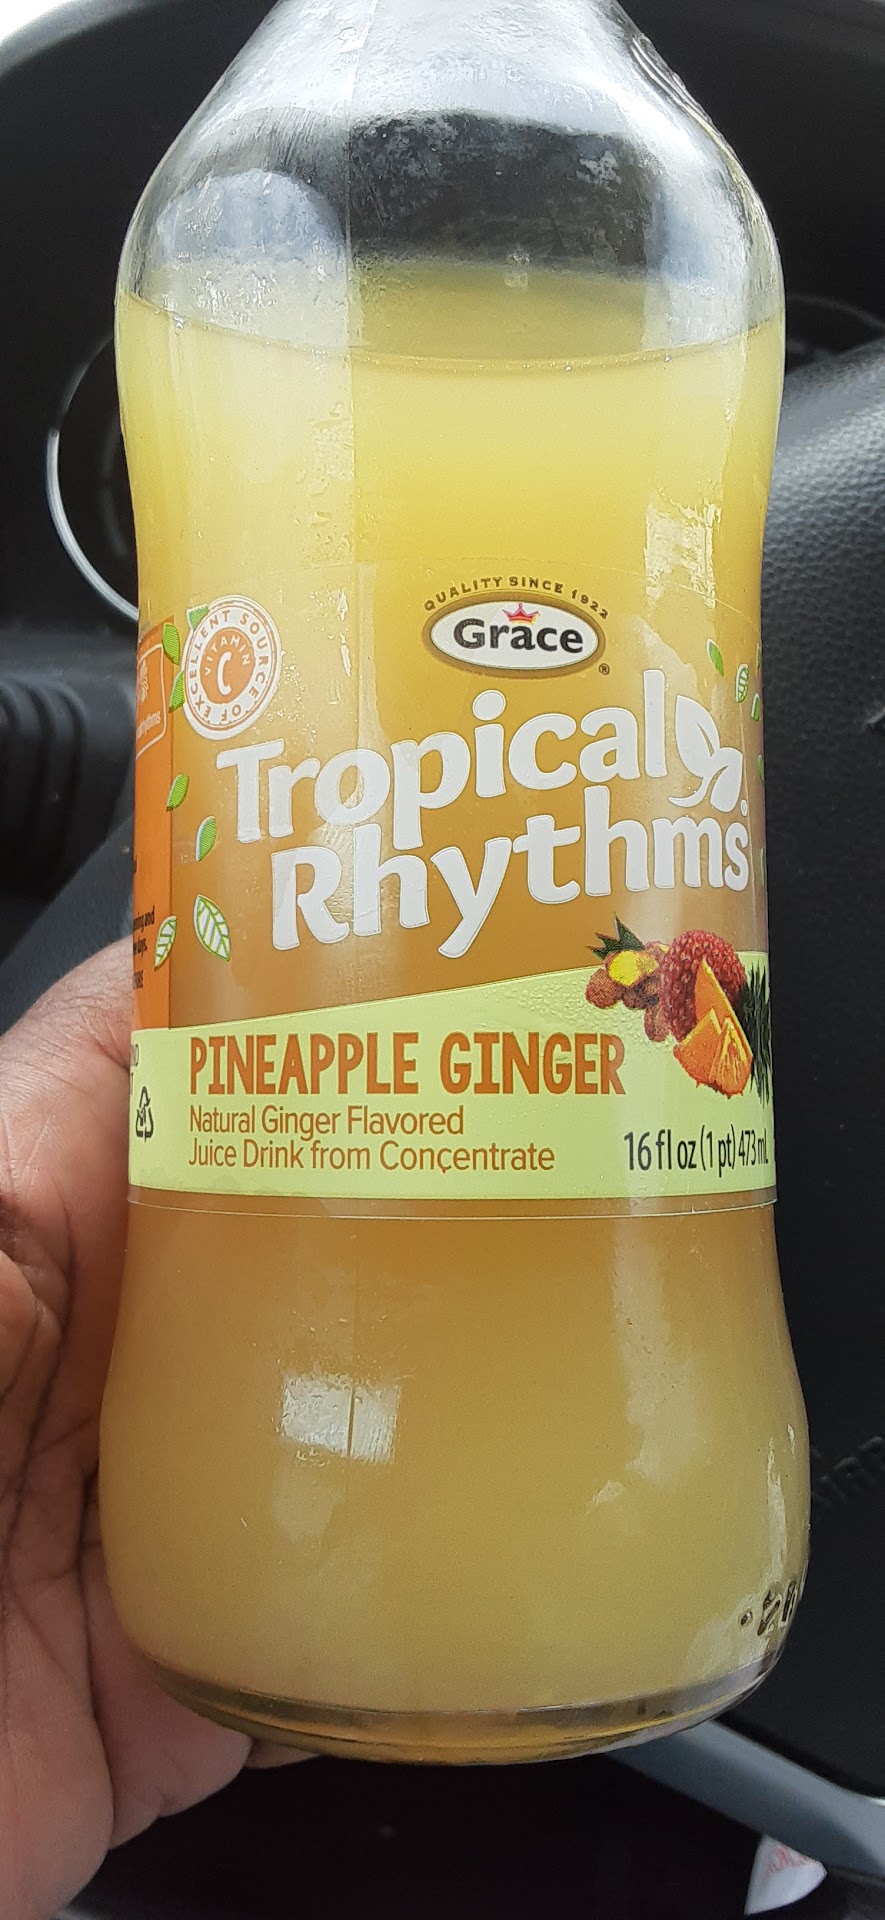 QUALITY SINCE 1922
Grace
®
EXCELLENT SOURCE OF
VITAMIN
C
Tropical
Rhythms®
PINEAPPLE GINGER
Natural Ginger Flavored
Juice Drink from Concentrate
16 fl oz (1 pt) 473 mL